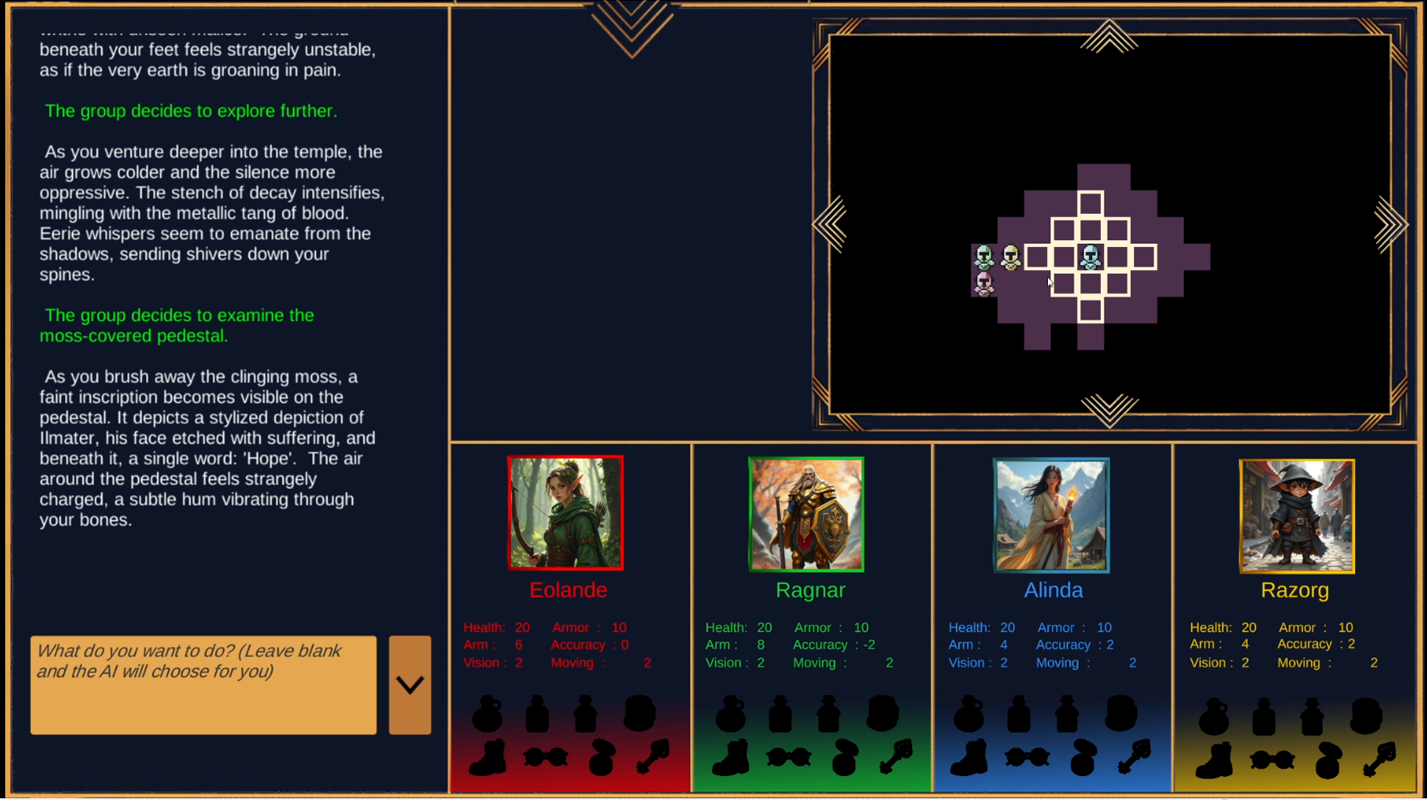 beneath your feet feels strangely unstable,
as if the very earth is groaning in pain.
The group decides to explore further.
As you venture deeper into the temple, the
air grows colder and the silence more
oppressive. The stench of decay intensifies,
mingling with the metallic tang of blood.
Eerie whispers seem to emanate from the
shadows, sending shivers down your
spines.
The group decides to examine the
moss-covered pedestal.
As you brush away the clinging moss, a
faint inscription becomes visible on the
pedestal. It depicts a stylized depiction of
Ilmater, his face etched with suffering, and
beneath it, a single word: 'Hope'.  The air
around the pedestal feels strangely
charged, a subtle hum vibrating through
your bones.
What do you want to do? (Leave blank
and the AI will choose for you)
Eolande
Health: 20 Armor : 10
Arm : 6 Accuracy : 0
Vision : 2 Moving : 2
Ragnar
Health: 20 Armor : 10
Arm : 8 Accuracy : -2
Vision : 2 Moving : 2
Alinda
Health: 20 Armor : 10
Arm : 4 Accuracy : 2
Vision : 2 Moving : 2
Razorg
Health: 20 Armor : 10
Arm : 4 Accuracy : 2
Vision : 2 Moving : 2